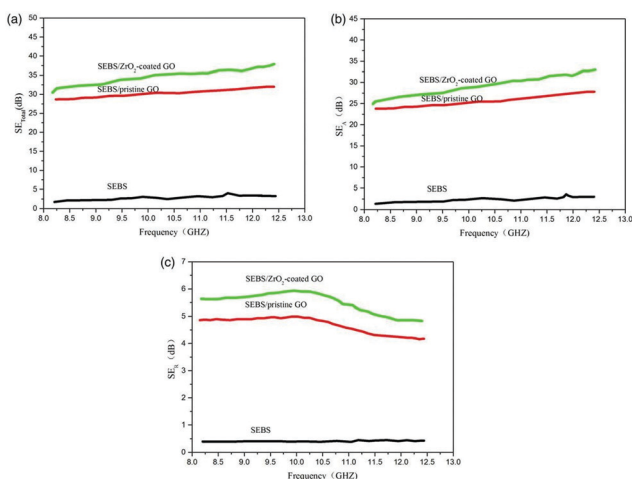 (a)
50
45
40
35
30
25
20
15
10
5
0
SE_Total (dB)
SEBS/ZrO2-coated GO
SEBS/pristine GO
SEBS
8.0 8.5 9.0 9.5 10.0 10.5 11.0 11.5 12.0 12.5 13.0
Frequency (GHZ)
(b)
45
40
35
30
25
20
15
10
5
0
SE_A (dB)
SEBS/ZrO2-coated GO
SEBS/pristine GO
SEBS
8.0 8.5 9.0 9.5 10.0 10.5 11.0 11.5 12.0 12.5 13.0
Frequency (GHZ)
(c)
7
6
5
4
3
2
1
0
SE_R (dB)
SEBS/ZrO2-coated GO
SEBS/pristine GO
SEBS
8.0 8.5 9.0 9.5 10.0 10.5 11.0 11.5 12.0 12.5 13.0
Frequency (GHZ)